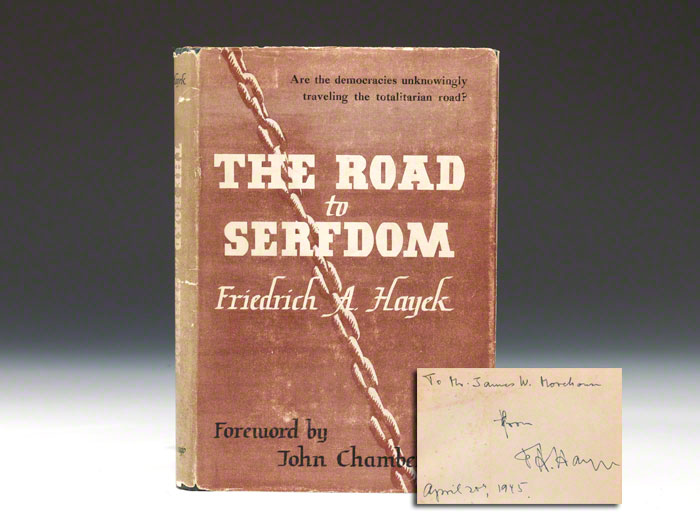 Are the democracies unknowingly
traveling the totalitarian road?
THE ROAD
to
SERFDOM
Friedrich A Hayek
Foreword by
John Chambe
To Mr. James W.
from
F. A. Hayek
April 1945.